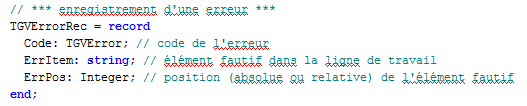 // *** enregistrement d'une erreur ***
TGVErrorRec = record
Code: TGVError; // code de l'erreur
ErrItem: string; // élément fautif dans la ligne de travail
ErrPos: Integer; // position (absolue ou relative) de l'élément fautif
end;